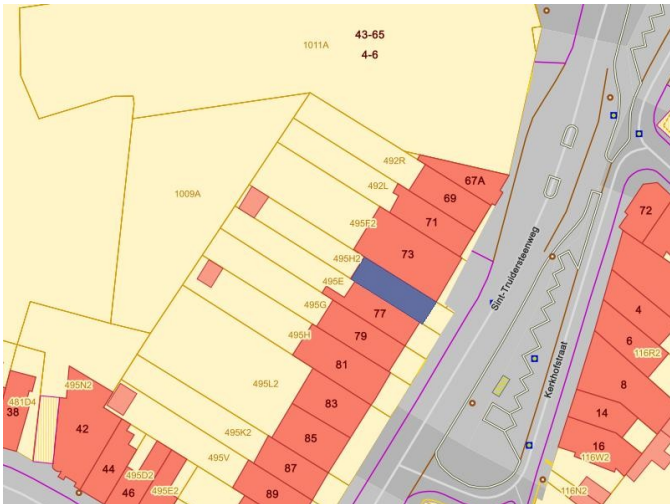 43-65
1011A
4-6
492R
67A
492L
69
1009A
72
495F2
71
73
495H2
495E
Sint-Truidersteenweg
495G
77
4
495H
79
6
116R2
81
Kerkhofstraat
495L2
8
495N2
481D4
83
38
14
42
495K2
85
16
495V
87
116W2
44
495D2
46
495E2
89
116N2